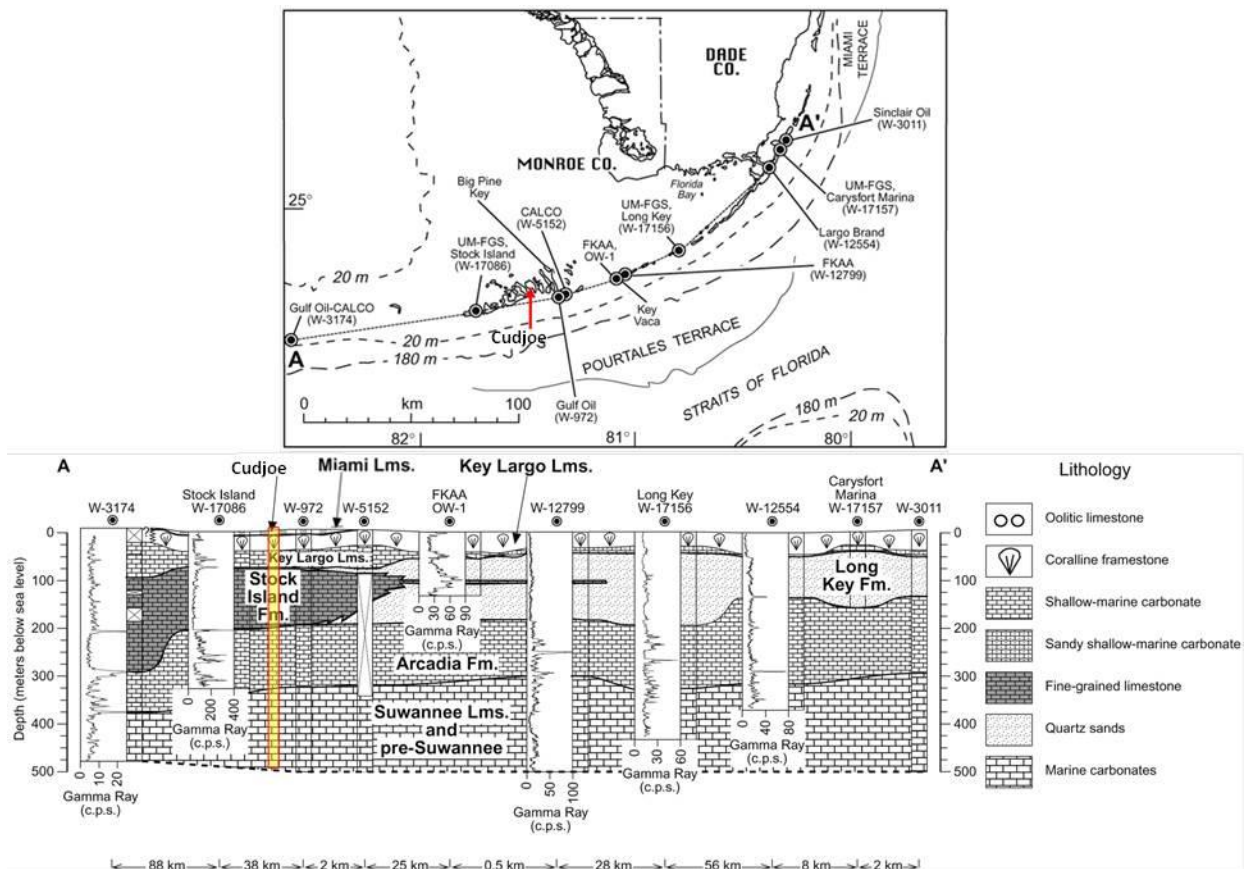 DADE
CO.
MIAMI
TERRACE
Sinclair Oil
(W-3011)
A'
MONROE CO.
Florida
Bay
Big Pine
Key
CALCO
(W-5152)
UM-FGS,
Long Key
(W-17156)
UM-FGS,
Carysfort Marina
(W-17157)
25°
UM-FGS,
Stock Island
(W-17086)
FKAA,
OW-1
Largo Brand
(W-12554)
20 m
FKAA
(W-12799)
Gulf Oil-CALCO
(W-3174)
Key
Vaca
A
20 m
180 m
Cudjoe
POURTALES TERRACE
STRAITS OF FLORIDA
0 100
km
Gulf Oil
(W-972)
180 m
20 m
82° 81° 80°
A Cudjoe Miami Lms. Key Largo Lms. A'
W-3174
Stock Island
W-17086
W-972
W-5152
FKAA
OW-1
W-12799
Long Key
W-17156
W-12554
Carysfort
Marina
W-17157
W-3011
Depth (meters below sea level)
0
100
200
300
400
500
Key Largo Lms.
Stock
Island
Fm.
Long
Key Fm.
Arcadia Fm.
Suwannee Lms.
and
pre-Suwannee
0 10 20
Gamma Ray
(c.p.s.)
0 200 400
Gamma Ray
(c.p.s.)
0 30 60 90
Gamma Ray
(c.p.s.)
0 50 100
Gamma Ray
(c.p.s.)
0 30 60
Gamma Ray
(c.p.s.)
0 40 80
Gamma Ray
(c.p.s.)
0
100
200
300
400
500
88 km 38 km 2 km 25 km 0.5 km 28 km 56 km 8 km 2 km
Lithology
Oolitic limestone
Coralline framestone
Shallow-marine carbonate
Sandy shallow-marine carbonate
Fine-grained limestone
Quartz sands
Marine carbonates